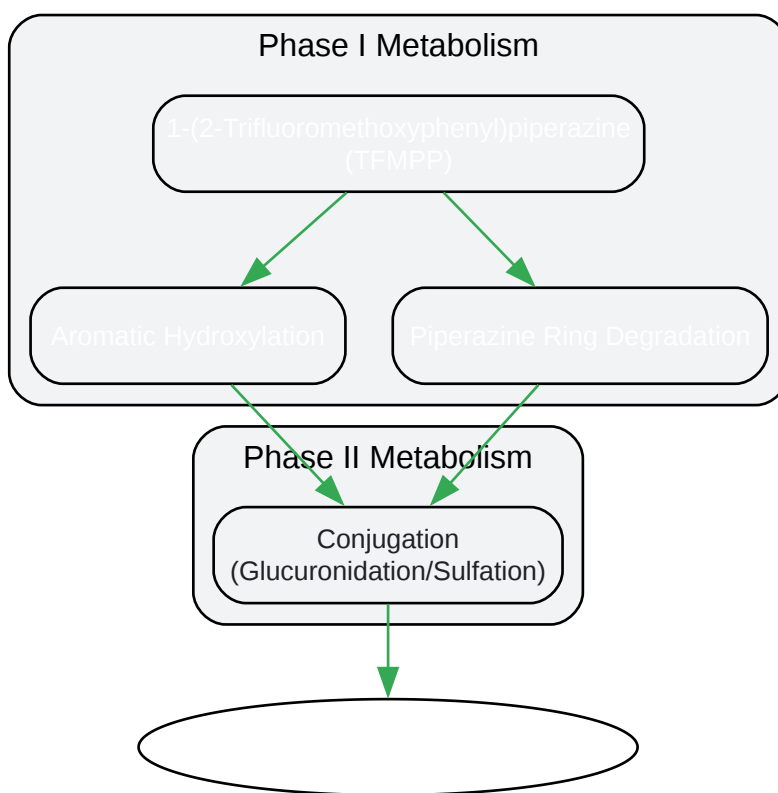 Phase I Metabolism
1-(2-Trifluoromethoxyphenyl)piperazine
(TFMPP)
Aromatic Hydroxylation
Piperazine Ring Degradation
Phase II Metabolism
Conjugation
(Glucuronidation/Sulfation)